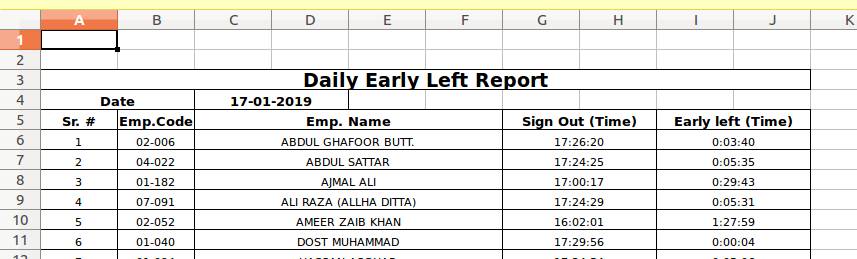 A B C D E F G H I J K
1
2
3 Daily Early Left Report
4 Date 17-01-2019
5 Sr. # Emp.Code Emp. Name Sign Out (Time) Early left (Time)
6 1 02-006 ABDUL GHAFOOR BUTT. 17:26:20 0:03:40
7 2 04-022 ABDUL SATTAR 17:24:25 0:05:35
8 3 01-182 AJMAL ALI 17:00:17 0:29:43
9 4 07-091 ALI RAZA (ALLHA DITTA) 17:24:29 0:05:31
10 5 02-052 AMEER ZAIB KHAN 16:02:01 1:27:59
11 6 01-040 DOST MUHAMMAD 17:29:56 0:00:04
12